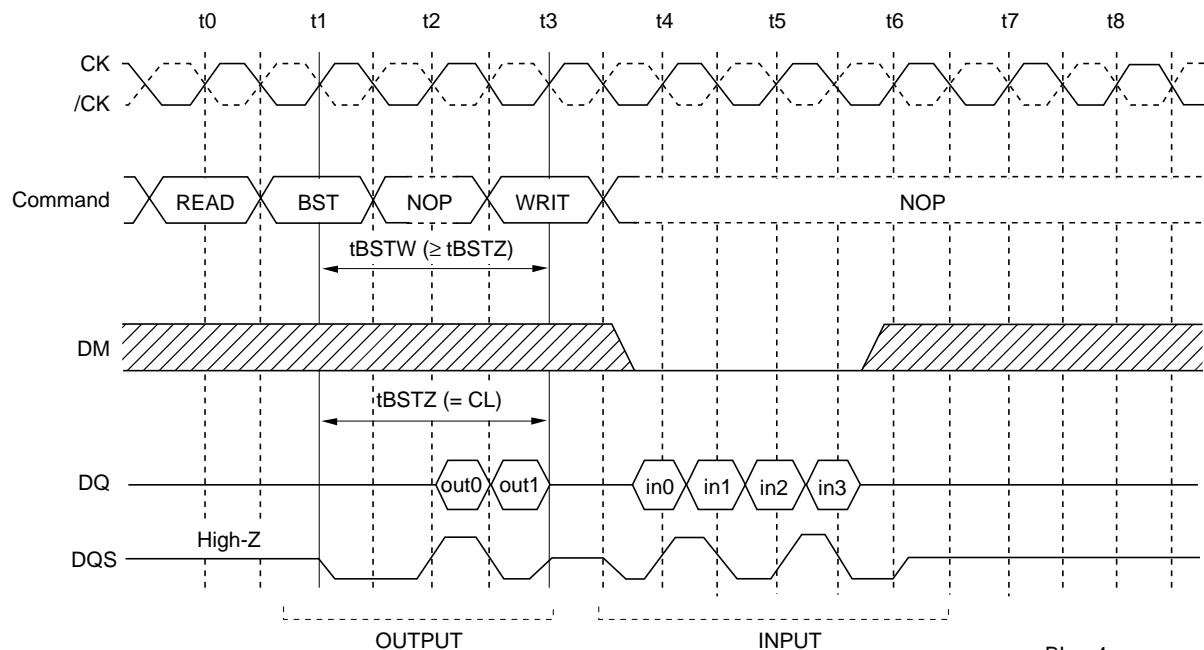 t0 t1 t2 t3 t4 t5 t6 t7 t8
CK
/CK
Command READ BST NOP WRIT NOP
tBSTW (≥ tBSTZ)
DM
tBSTZ (= CL)
DQ out0 out1 in0 in1 in2 in3
High-Z
DQS
OUTPUT INPUT